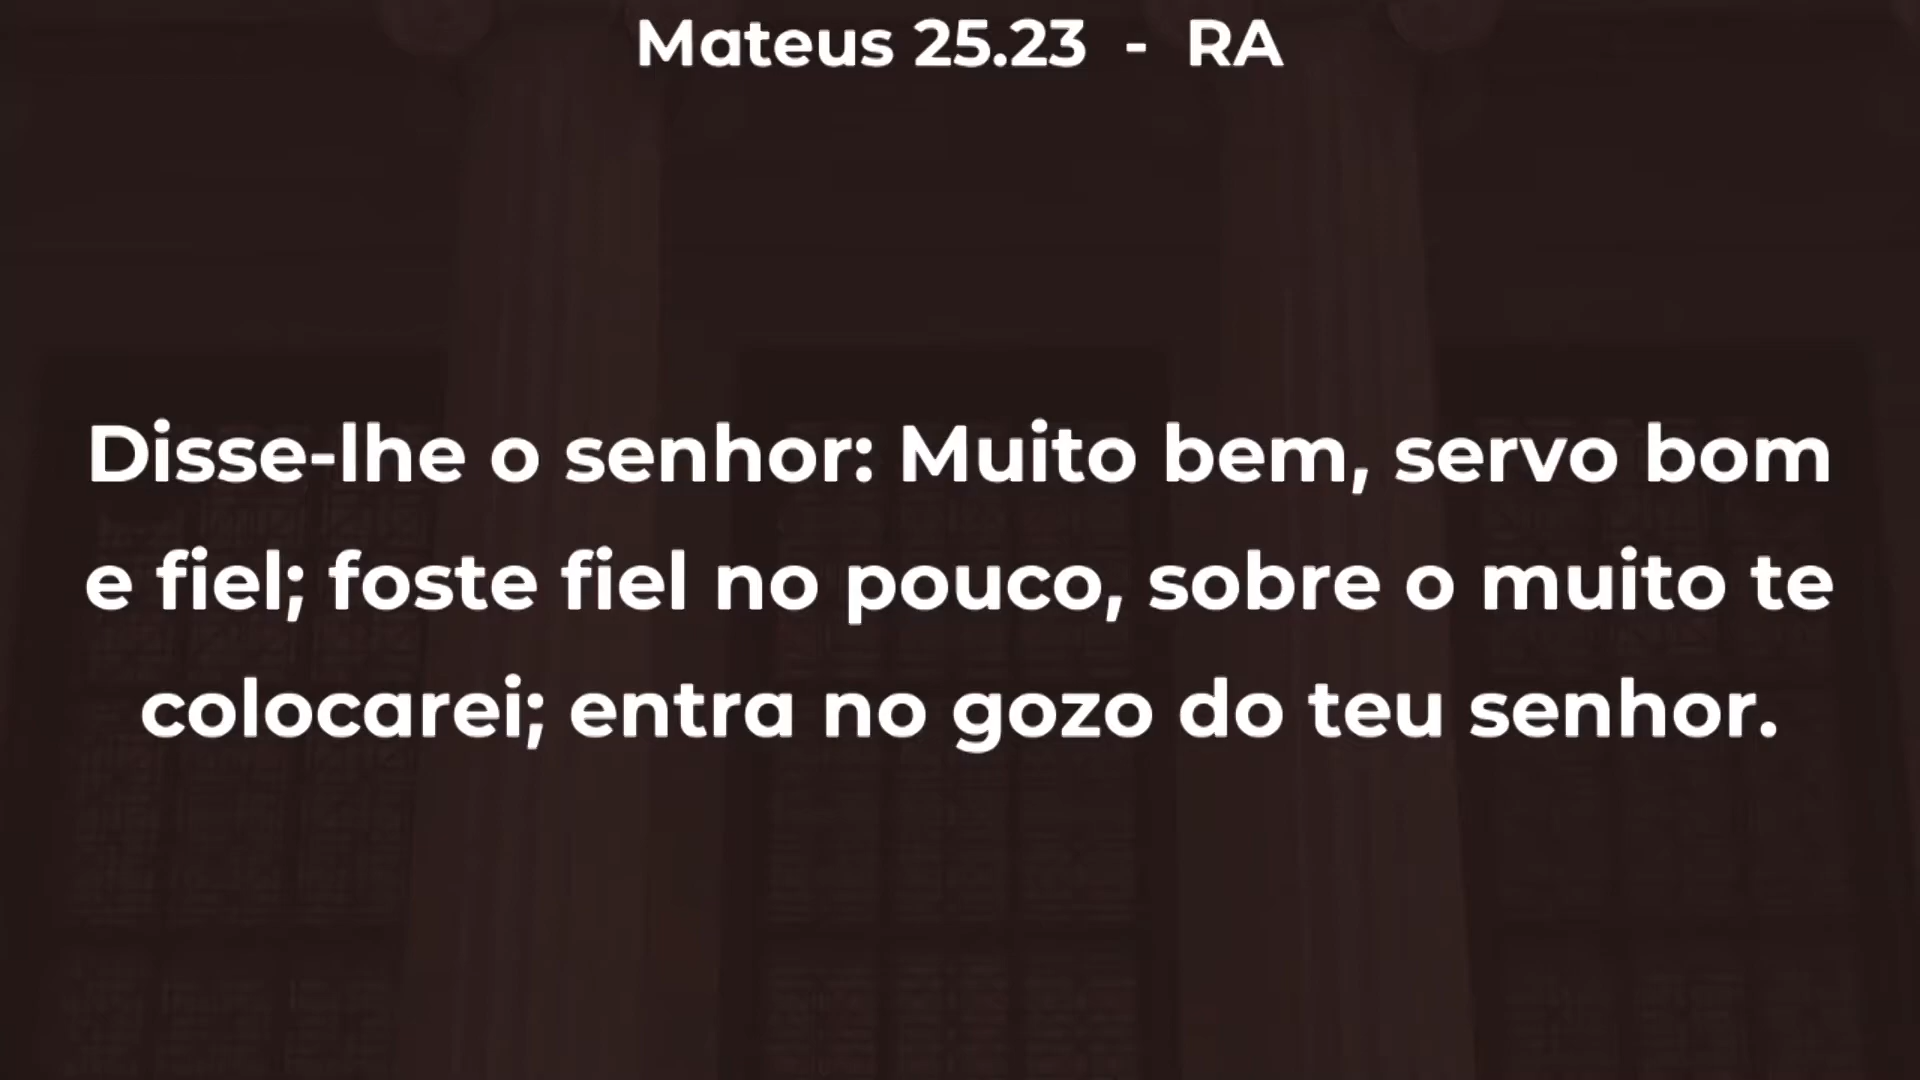 Mateus 25.23 - RA
Disse-lhe o senhor: Muito bem, servo bom
e fiel; foste fiel no pouco, sobre o muito te
colocarei; entra no gozo do teu senhor.